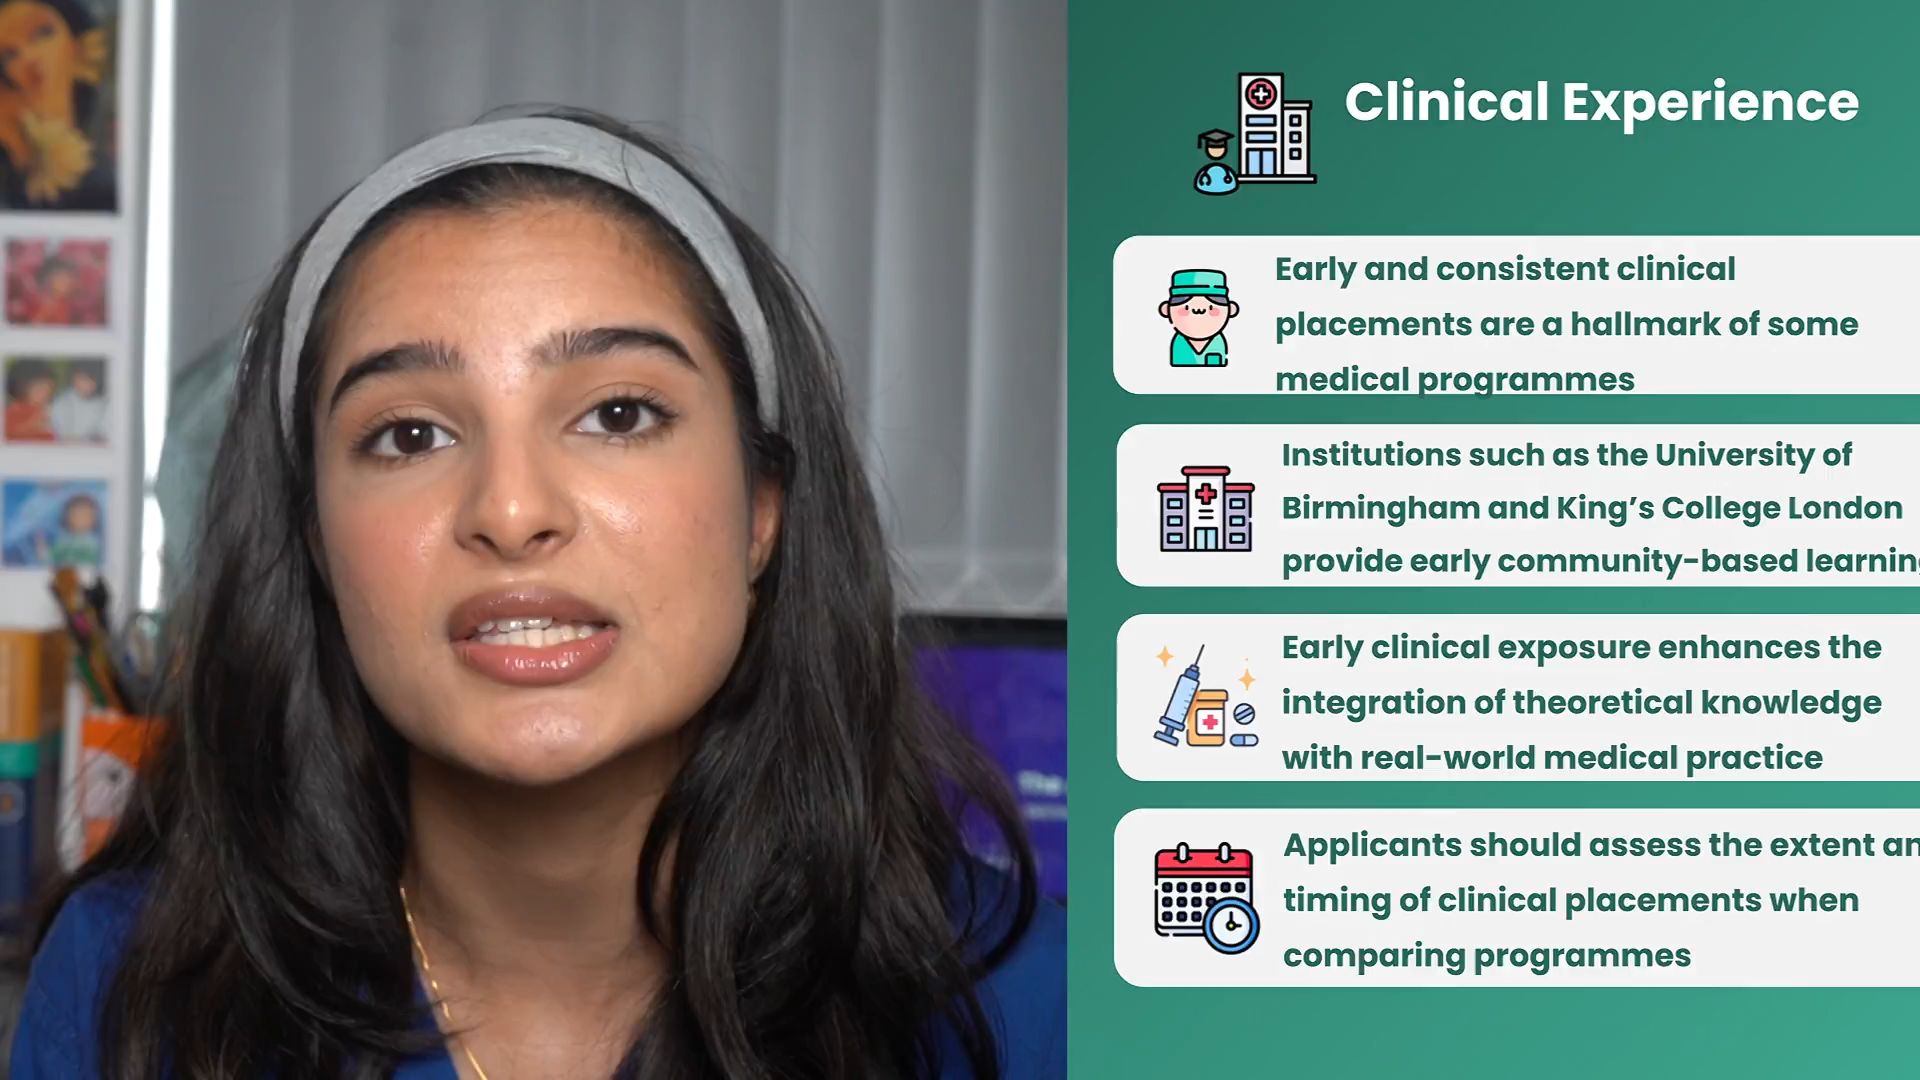 Clinical Experience
Early and consistent clinical
placements are a hallmark of some
medical programmes
Institutions such as the University of
Birmingham and King's College London
provide early community-based learning
Early clinical exposure enhances the
integration of theoretical knowledge
with real-world medical practice
Applicants should assess the extent an
timing of clinical placements when
comparing programmes